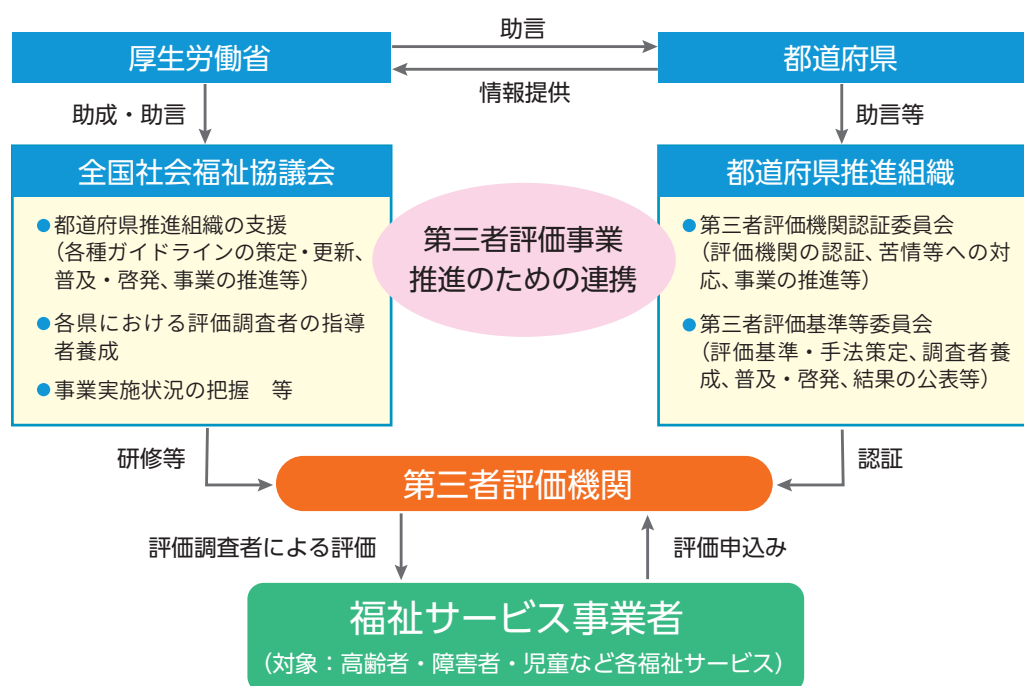 助言
厚生労働省
都道府県
情報提供
助成・助言
助言等
全国社会福祉協議会
●都道府県推進組織の支援
（各種ガイドラインの策定・更新、
普及・啓発、事業の推進等）
●各県における評価調査者の指導
者養成
●事業実施状況の把握　等
第三者評価事業
推進のための連携
都道府県推進組織
●第三者評価機関認証委員会
（評価機関の認証、苦情等への対
応、事業の推進等）
●第三者評価基準等委員会
（評価基準・手法策定、調査者養
成、普及・啓発、結果の公表等）
研修等
認証
第三者評価機関
評価調査者による評価
評価申込み
福祉サービス事業者
（対象：高齢者・障害者・児童など各福祉サービス）